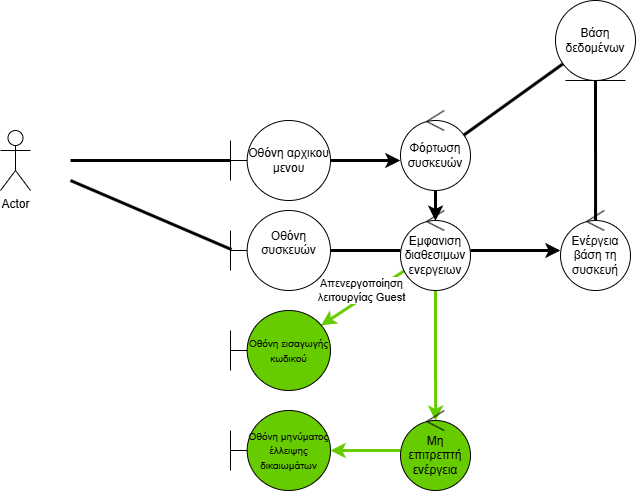 Βάση
δεδομένων
Οθόνη αρχικου
μενου
Φόρτωση
συσκευών
Actor
Οθόνη
συσκευών
Εμφανιση
διαθεσιμων
ενεργειων
Ενέργεια
βάση τη
συσκευή
Απενεργοποίηση
λειτουργίας Guest
Οθόνη εισαγωγής
κωδικού
Οθόνη μηνύματος
έλλειψης
δικαιωμάτων
Μη
επιτρεπτή
ενέργεια